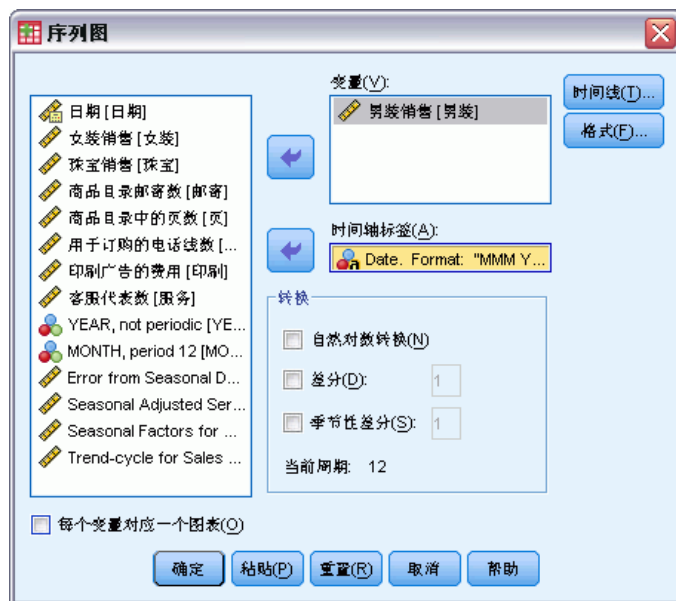 序列图
日期 [日期]
女装销售 [女装]
珠宝销售 [珠宝]
商品目录邮寄数 [邮寄]
商品目录中的页数 [页]
用于订购的电话线数 [...
印刷广告的费用 [印刷]
客服代表数 [服务]
YEAR, not periodic [YE...
MONTH, period 12 [MO...
Error from Seasonal D...
Seasonal Adjusted Ser...
Seasonal Factors for ...
Trend-cycle for Sales ...
变量(V):
男装销售 [男装]
时间轴标签(A):
Date. Format: "MMM Y...
转换
自然对数转换(N)
差分(D): 1
季节性差分(S): 1
当前周期: 12
时间线(T)...
格式(F)...
每个变量对应一个图表(O)
确定 粘贴(P) 重置(R) 取消 帮助